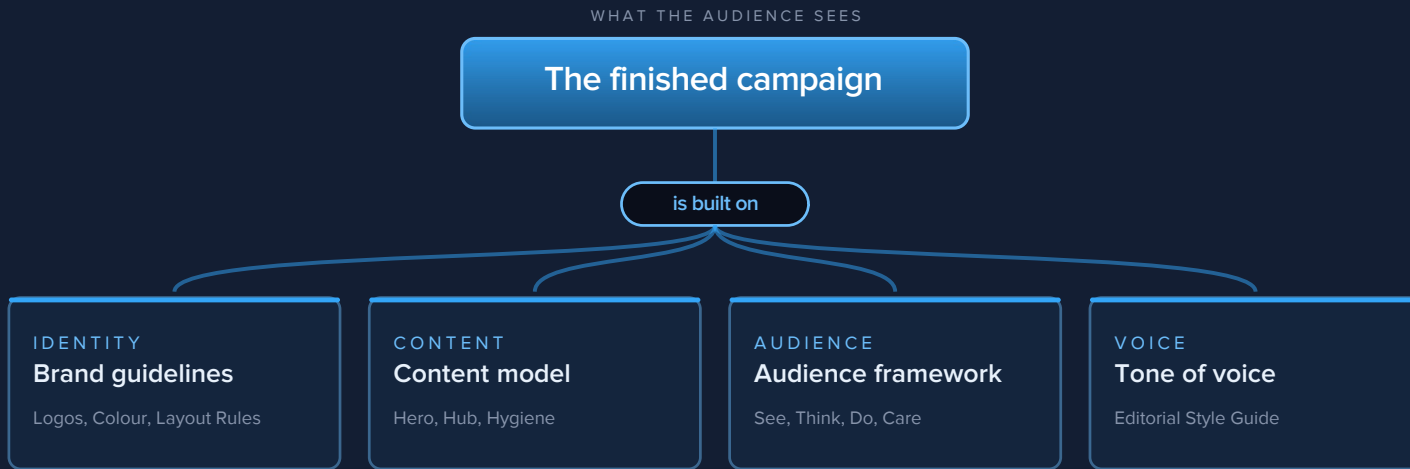 WHAT THE AUDIENCE SEES
The finished campaign
is built on
IDENTITY
Brand guidelines
Logos, Colour, Layout Rules
CONTENT
Content model
Hero, Hub, Hygiene
AUDIENCE
Audience framework
See, Think, Do, Care
VOICE
Tone of voice
Editorial Style Guide